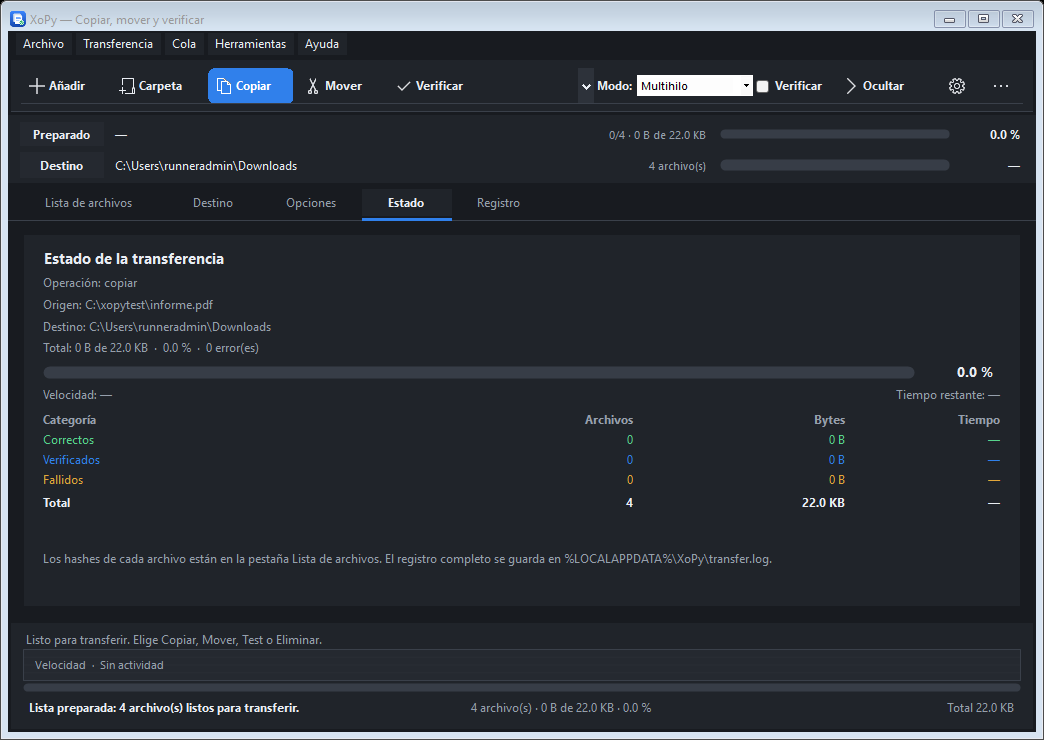 XoPy — Copiar, mover y verificar
Archivo Transferencia Cola Herramientas Ayuda
Añadir Carpeta Copiar Mover Verificar Modo: Multihilo Verificar Ocultar ...
Preparado — 0/4 · 0 B de 22.0 KB 0.0 %
Destino C:\Users\runneradmin\Downloads 4 archivo(s) —
Lista de archivos Destino Opciones Estado Registro
Estado de la transferencia
Operación: copiar
Origen: C:\xopytest\informe.pdf
Destino: C:\Users\runneradmin\Downloads
Total: 0 B de 22.0 KB · 0.0 % · 0 error(es)
0.0 %
Velocidad: — Tiempo restante: —
Categoría Archivos Bytes Tiempo
Correctos 0 0 B —
Verificados 0 0 B —
Fallidos 0 0 B —
Total 4 22.0 KB —
Los hashes de cada archivo están en la pestaña Lista de archivos. El registro completo se guarda en %LOCALAPPDATA%\XoPy\transfer.log.
Listo para transferir. Elige Copiar, Mover, Test o Eliminar.
Velocidad · Sin actividad
Lista preparada: 4 archivo(s) listos para transferir. 4 archivo(s) · 0 B de 22.0 KB · 0.0 % Total 22.0 KB